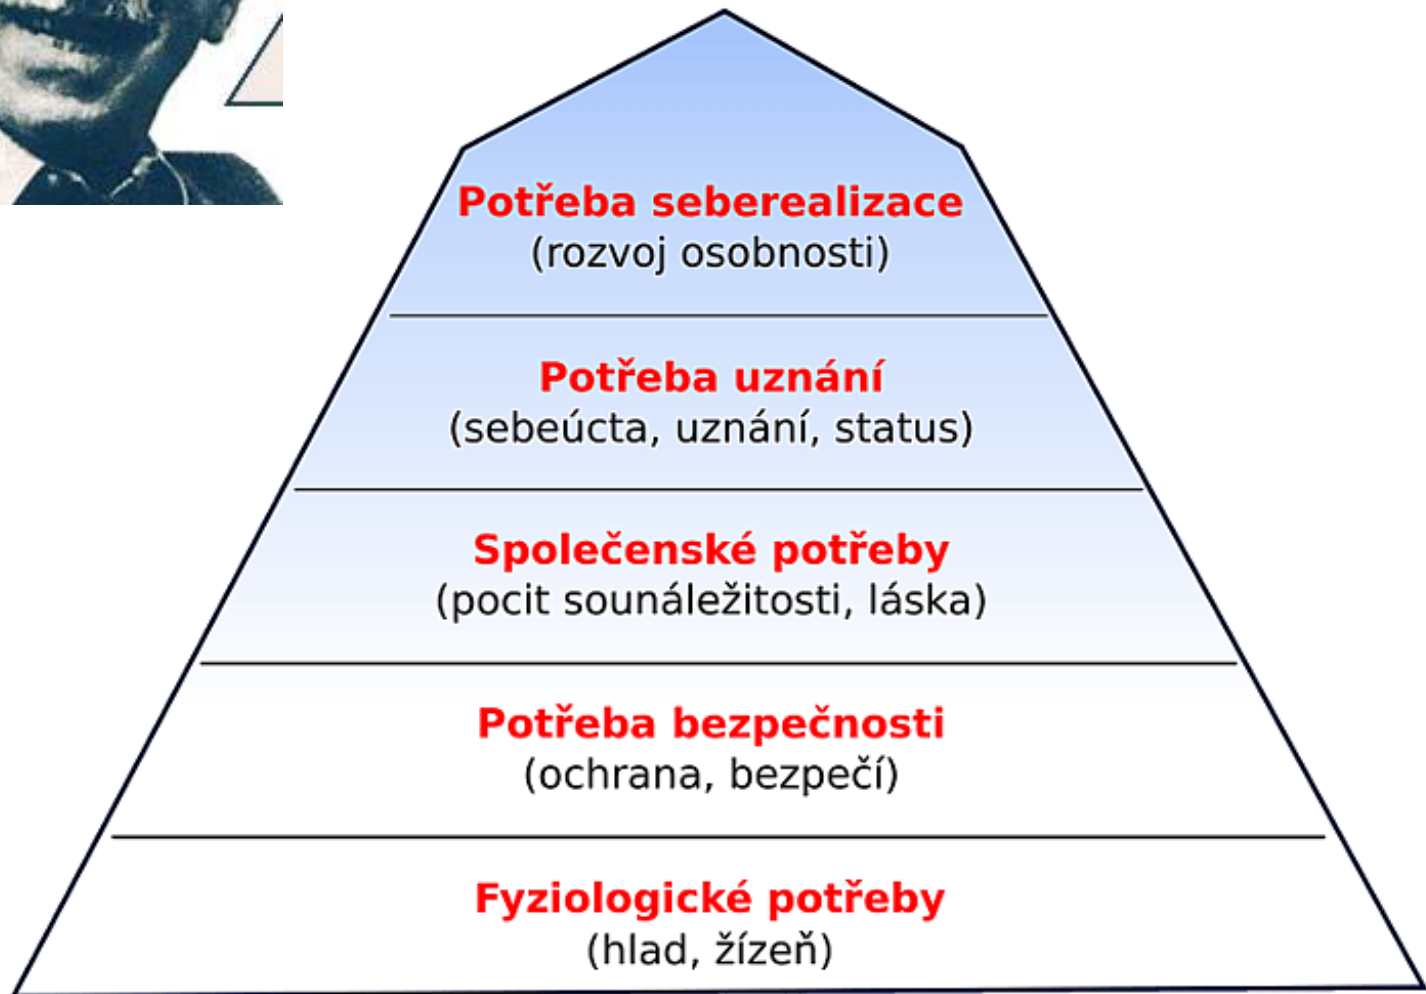 Potřeba seberealizace
(rozvoj osobnosti)
Potřeba uznání
(sebeúcta, uznání, status)
Společenské potřeby
(pocit sounáležitosti, láska)
Potřeba bezpečnosti
(ochrana, bezpečí)
Fyziologické potřeby
(hlad, žízeň)